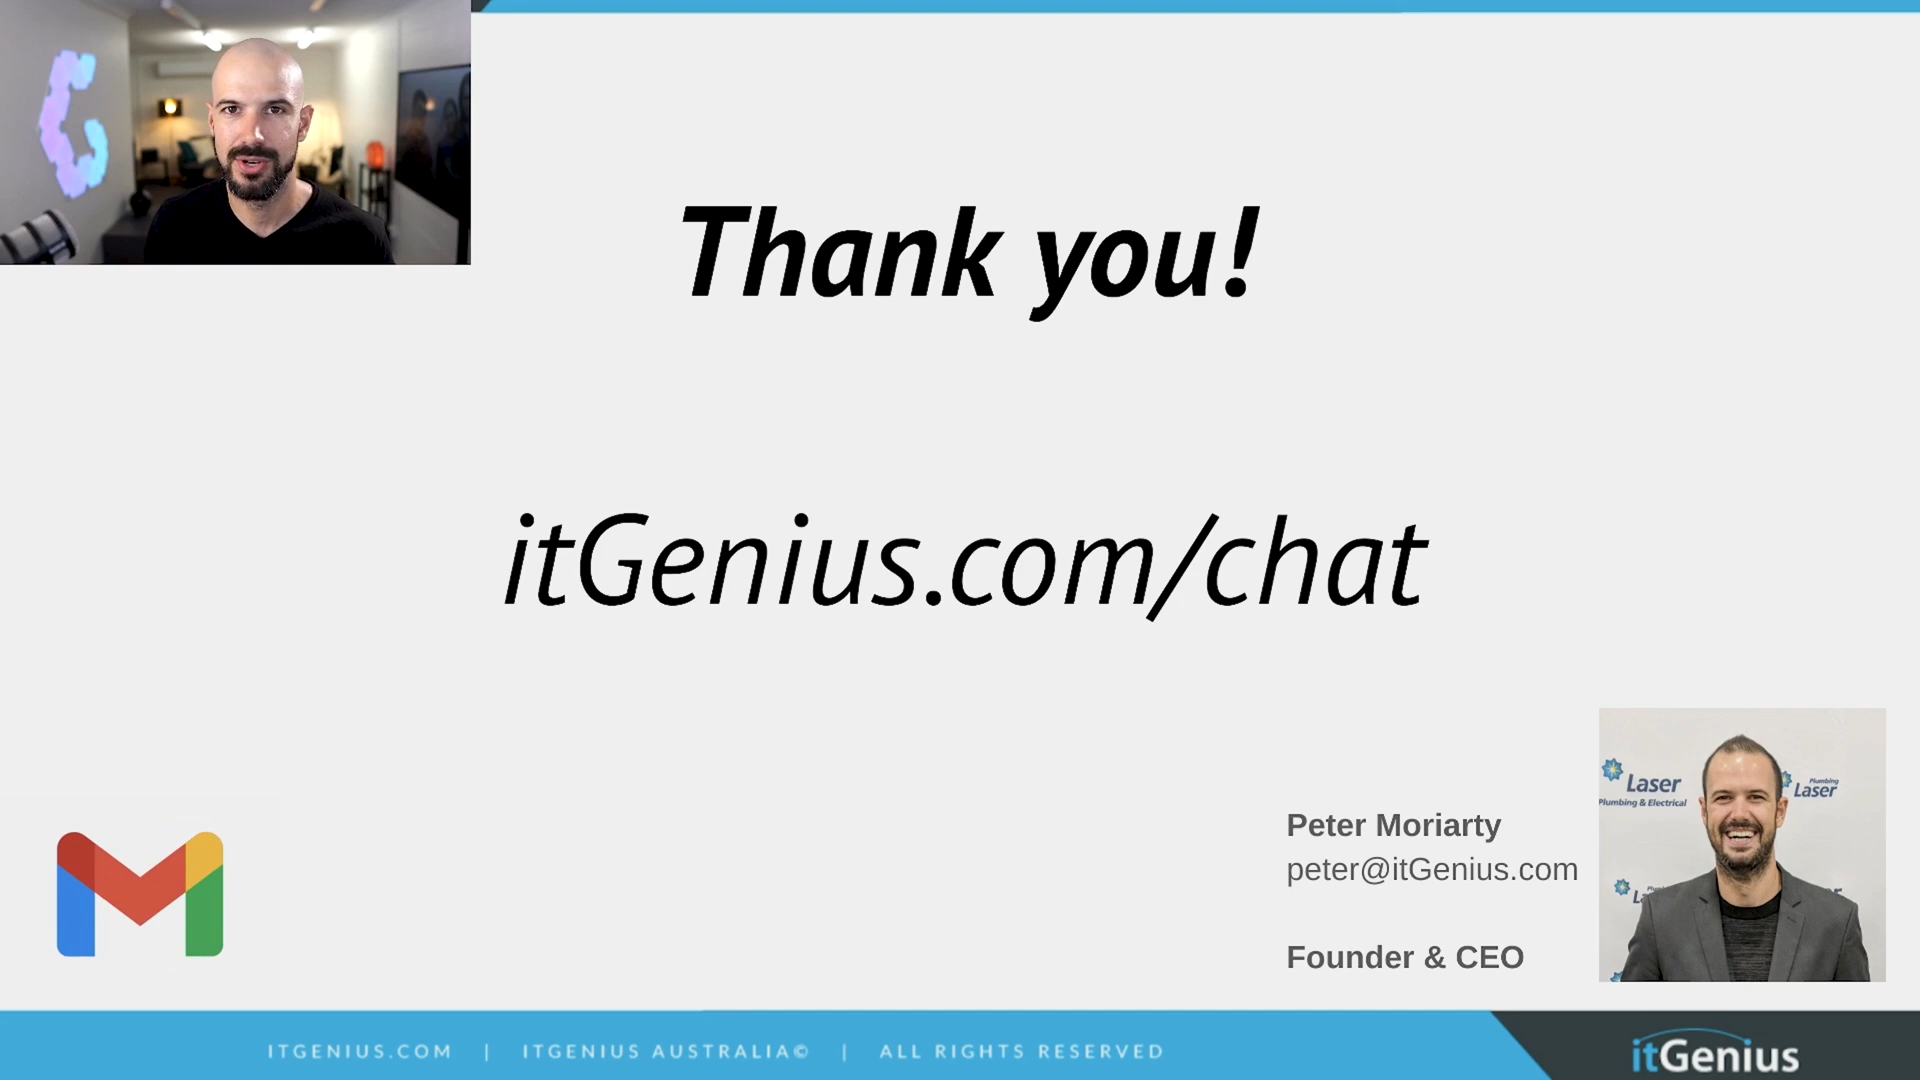 Thank you!
itGenius.com/chat
Laser
Plumbing & Electrical
Plumbing
Laser
Peter Moriarty
peter@itGenius.com
Founder & CEO
ITGENIUS.COM | ITGENIUS AUSTRALIA© | ALL RIGHTS RESERVED
itGenius